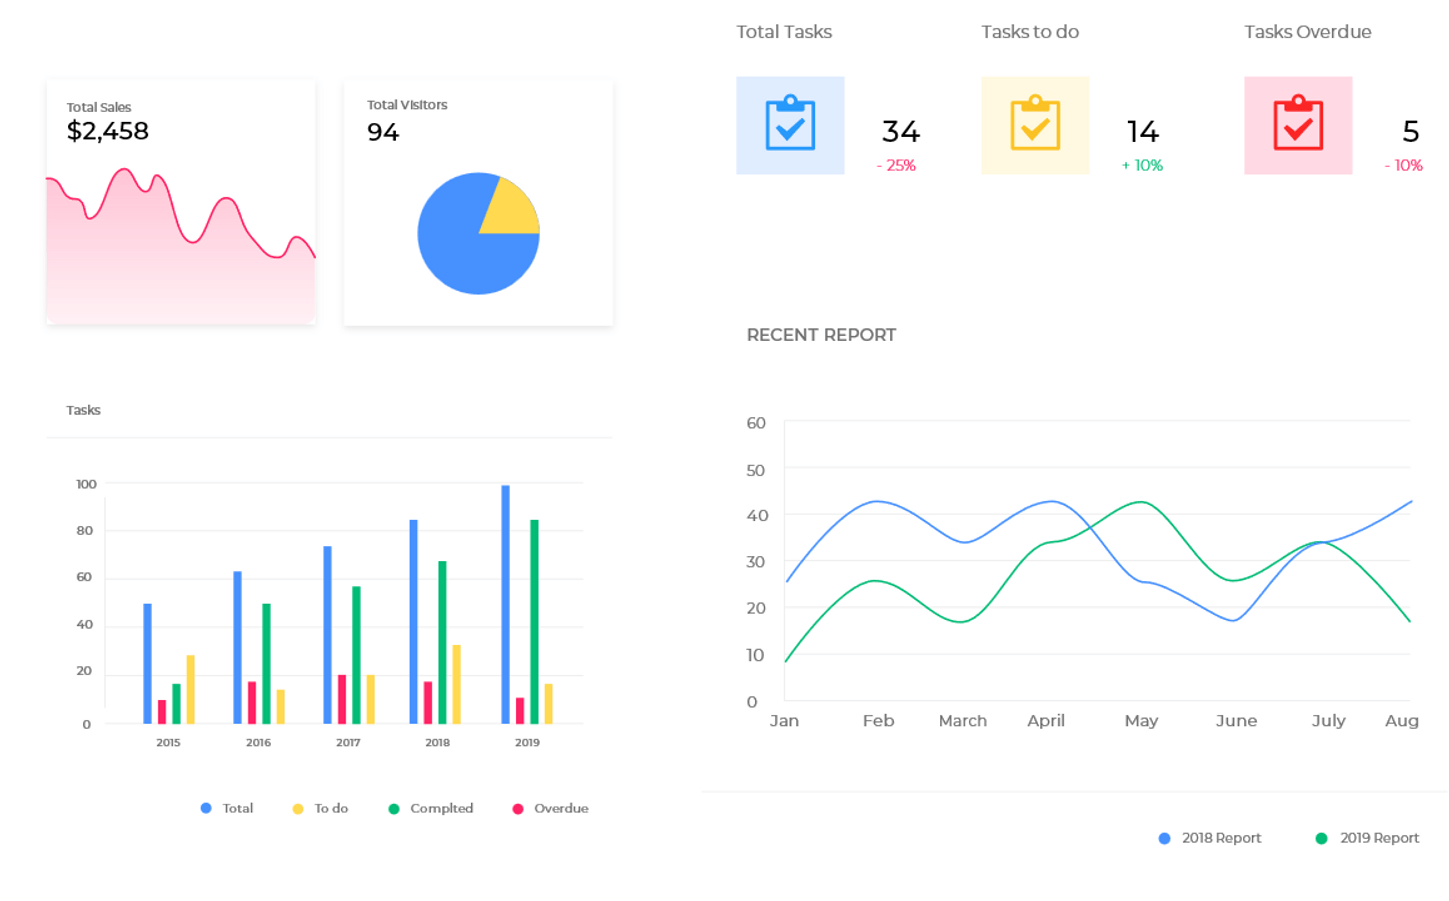 Total Sales
$2,458
Total Visitors
94
Total Tasks
34
- 25%
Tasks to do
14
+ 10%
Tasks Overdue
5
- 10%
Tasks
100
80
60
40
20
0
2015 2016 2017 2018 2019
Total To do Complted Overdue
RECENT REPORT
60
50
40
30
20
10
0
Jan Feb March April May June July Aug
2018 Report 2019 Report